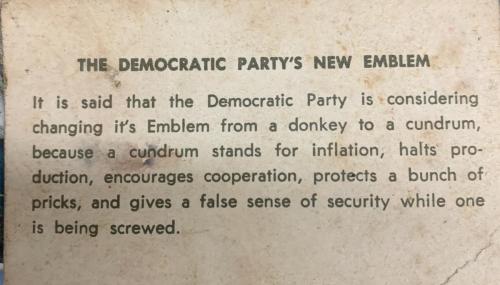 THE DEMOCRATIC PARTY'S NEW EMBLEM
It is said that the Democratic Party is considering
changing it's Emblem from a donkey to a cundrum,
because a cundrum stands for inflation, halts pro-
duction, encourages cooperation, protects a bunch of
pricks, and gives a false sense of security while one
is being screwed.